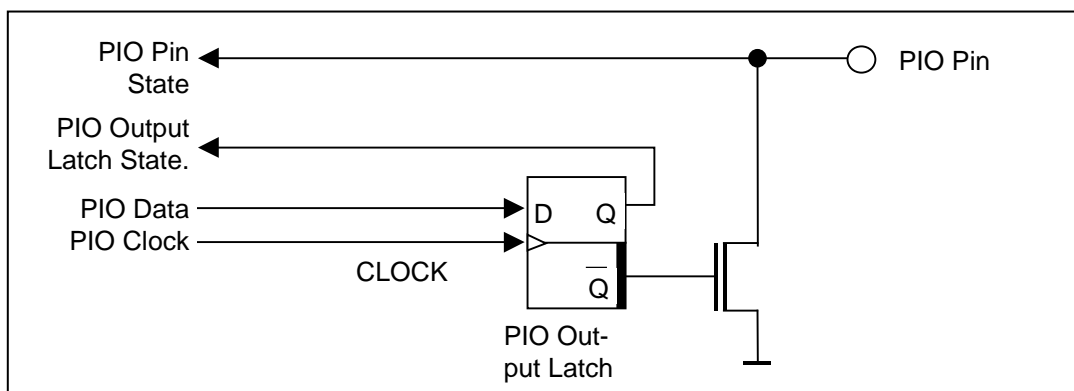 PIO Pin
State
PIO Pin
PIO Output
Latch State.
PIO Data
PIO Clock
CLOCK
D
Q
Q̅
PIO Out-
put Latch